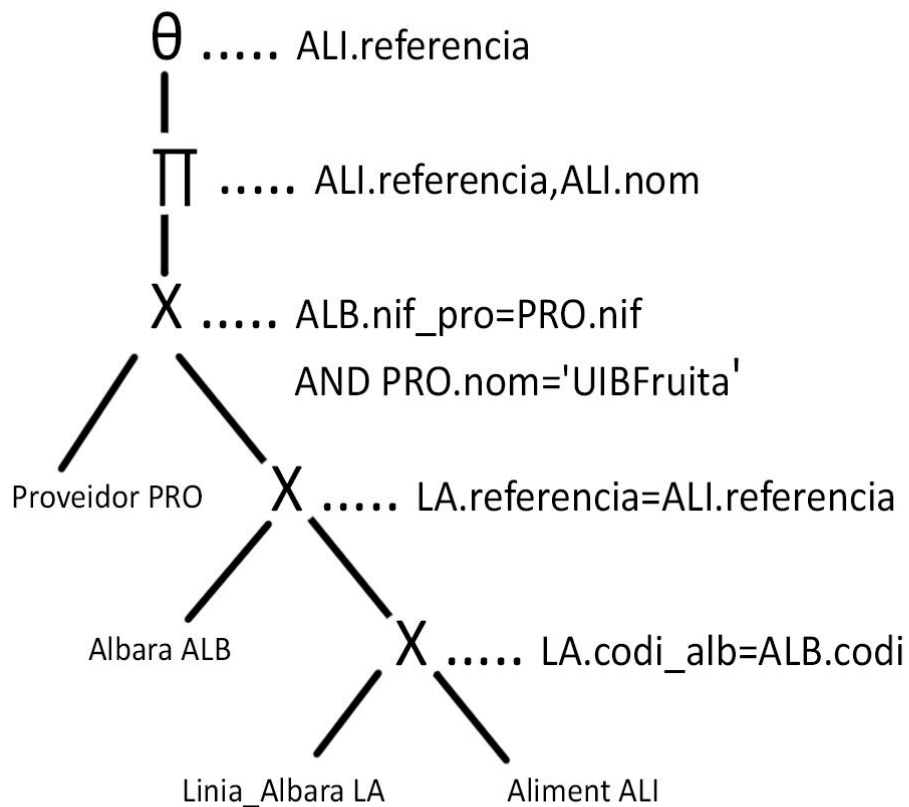 θ ..... ALI.referencia
∏ ..... ALI.referencia,ALI.nom
X ..... ALB.nif_pro=PRO.nif
AND PRO.nom='UIBFruita'
Proveidor PRO
X ..... LA.referencia=ALI.referencia
Albara ALB
X ..... LA.codi_alb=ALB.codi
Linia_Albara LA
Aliment ALI